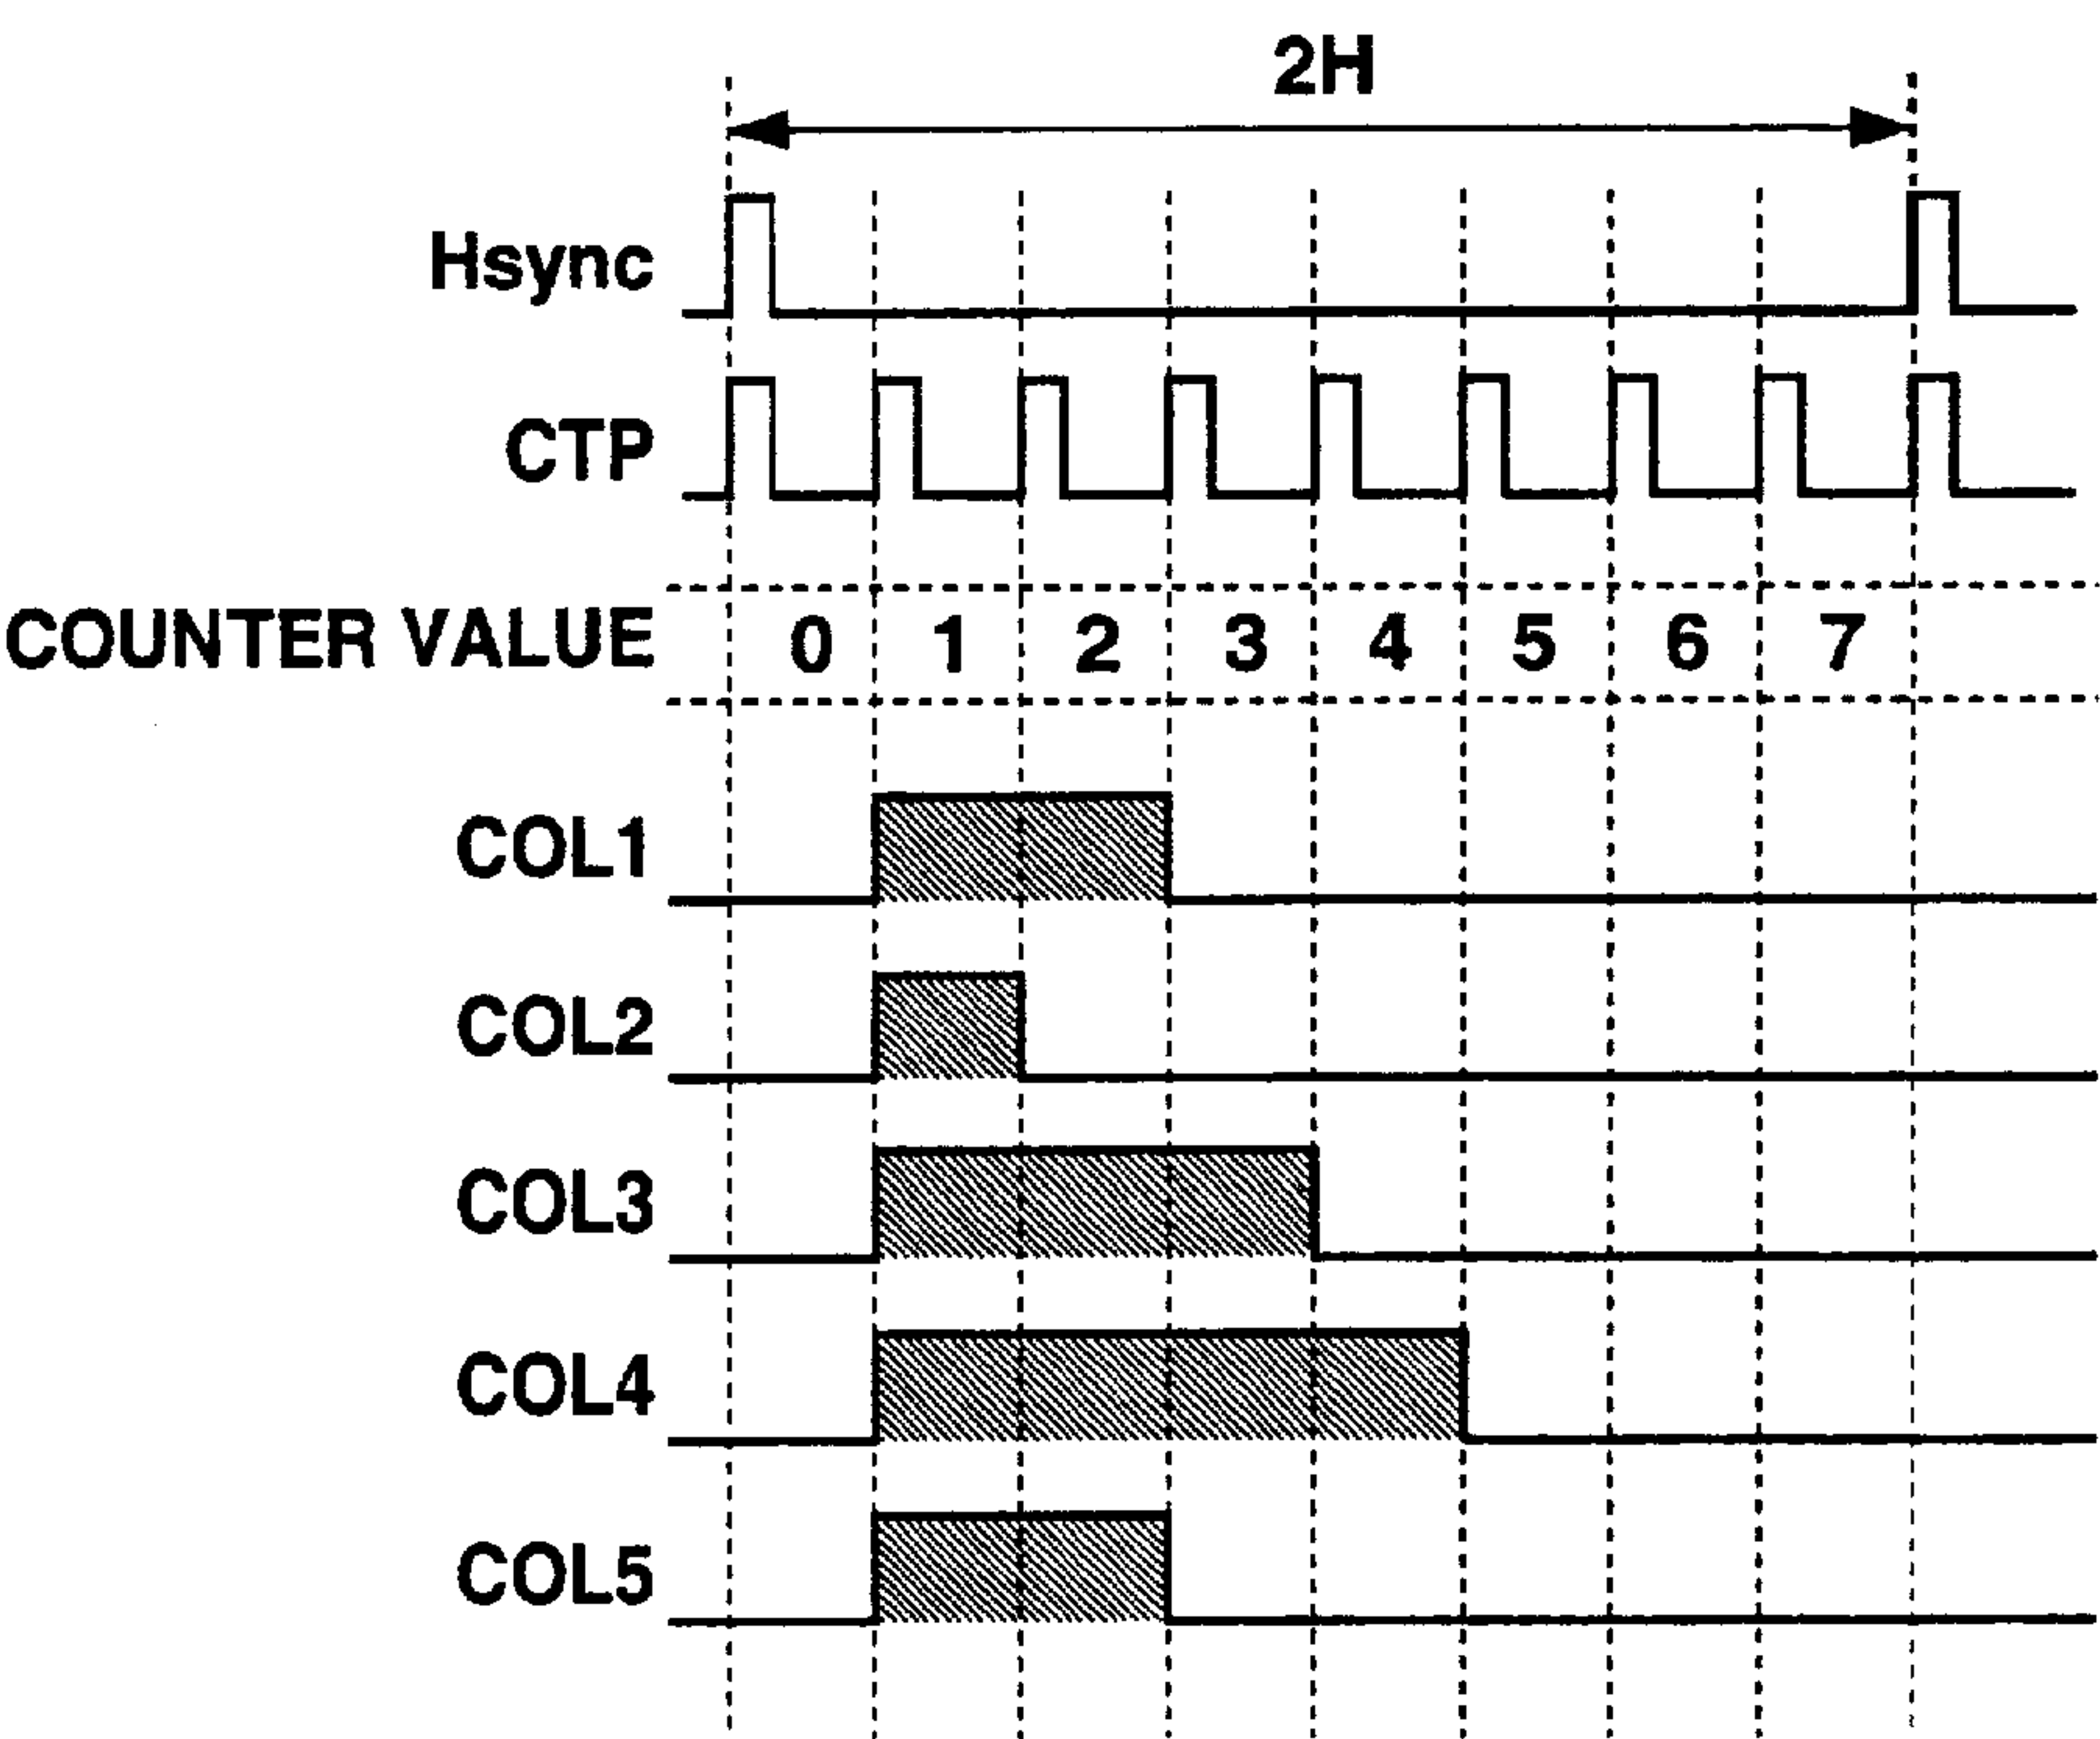 2H
Hsync
CTP
COUNTER VALUE 0 1 2 3 4 5 6 7
COL1
COL2
COL3
COL4
COL5